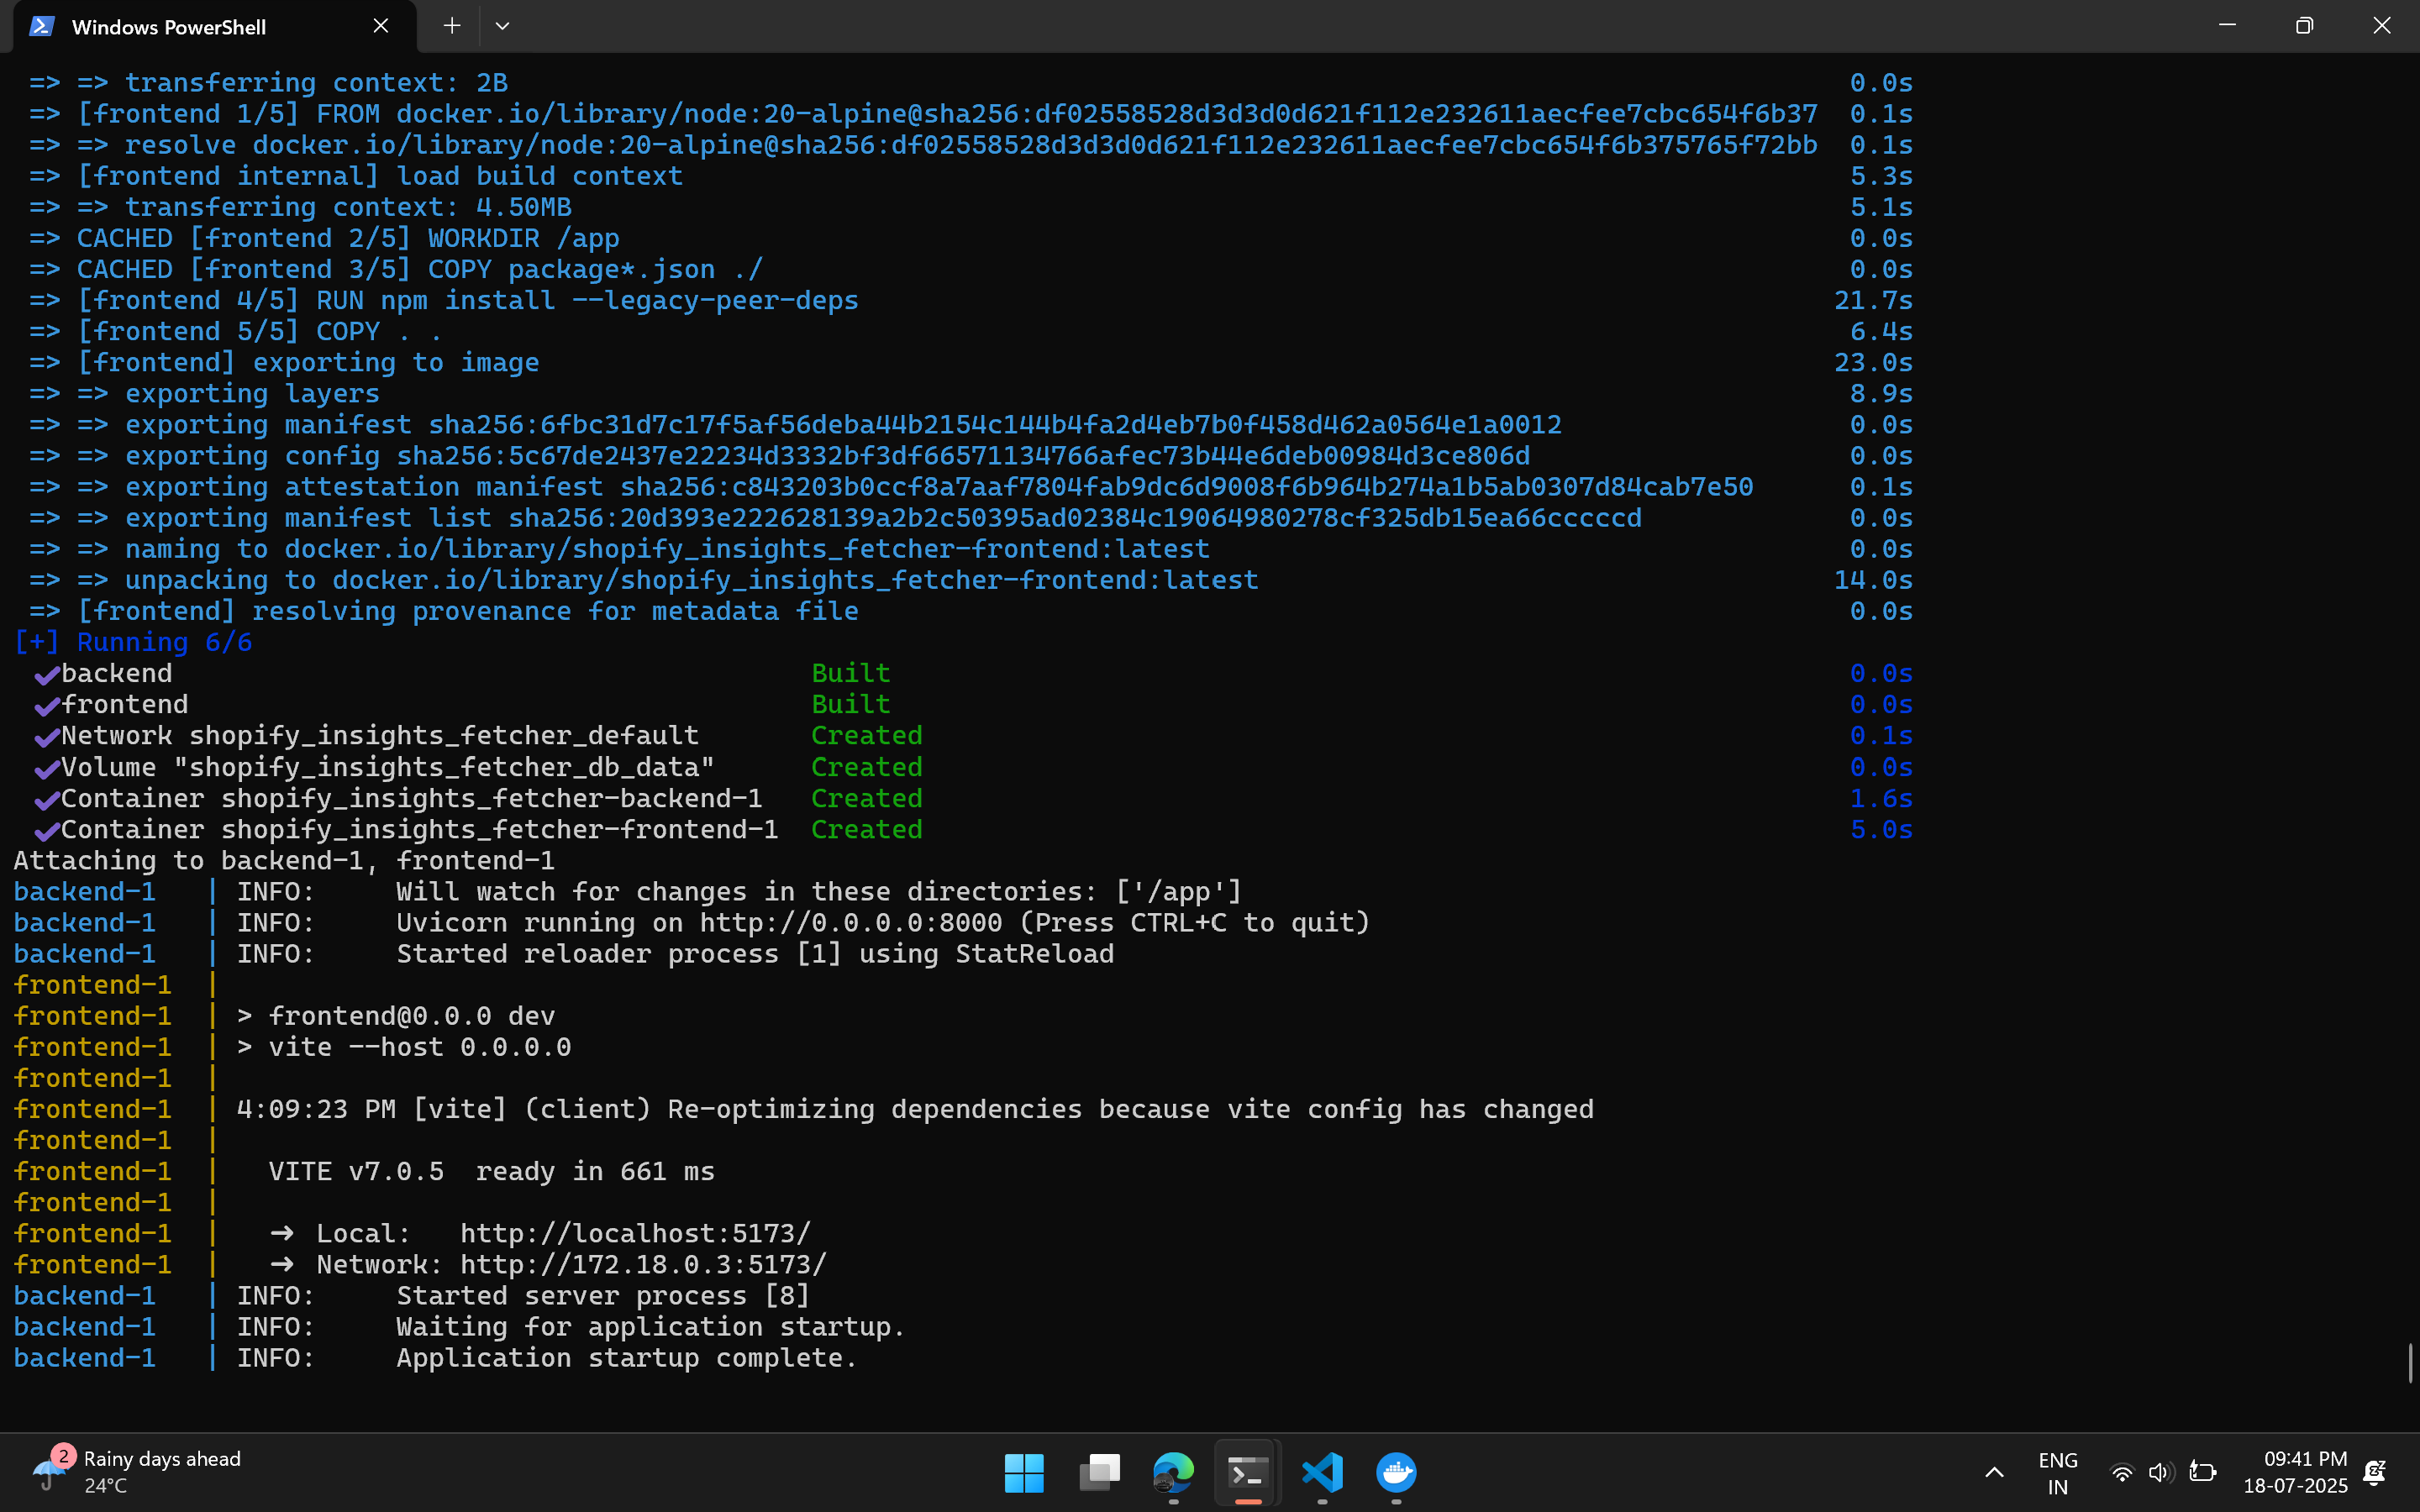 Windows PowerShell
=> => transferring context: 2B 0.0s
=> [frontend 1/5] FROM docker.io/library/node:20-alpine@sha256:df02558528d3d3d0d621f112e232611aecfee7cbc654f6b37 0.1s
=> => resolve docker.io/library/node:20-alpine@sha256:df02558528d3d3d0d621f112e232611aecfee7cbc654f6b375765f72bb 0.1s
=> [frontend internal] load build context 5.3s
=> => transferring context: 4.50MB 5.1s
=> CACHED [frontend 2/5] WORKDIR /app 0.0s
=> CACHED [frontend 3/5] COPY package*.json ./ 0.0s
=> [frontend 4/5] RUN npm install --legacy-peer-deps 21.7s
=> [frontend 5/5] COPY . . 6.4s
=> [frontend] exporting to image 23.0s
=> => exporting layers 8.9s
=> => exporting manifest sha256:6fbc31d7c17f5af56deba44b2154c144b4fa2d4eb7b0f458d462a0564e1a0012 0.0s
=> => exporting config sha256:5c67de2437e22234d3332bf3df66571134766afec73b44e6deb00984d3ce806d 0.0s
=> => exporting attestation manifest sha256:c843203b0ccf8a7aaf7804fab9dc6d9008f6b964b274a1b5ab0307d84cab7e50 0.1s
=> => exporting manifest list sha256:20d393e222628139a2b2c50395ad02384c19064980278cf325db15ea66cccccd 0.0s
=> => naming to docker.io/library/shopify_insights_fetcher-frontend:latest 0.0s
=> => unpacking to docker.io/library/shopify_insights_fetcher-frontend:latest 14.0s
=> [frontend] resolving provenance for metadata file 0.0s
[+] Running 6/6
✔backend Built 0.0s
✔frontend Built 0.0s
✔Network shopify_insights_fetcher_default Created 0.1s
✔Volume "shopify_insights_fetcher_db_data" Created 0.0s
✔Container shopify_insights_fetcher-backend-1 Created 1.6s
✔Container shopify_insights_fetcher-frontend-1 Created 5.0s
Attaching to backend-1, frontend-1
backend-1 | INFO: Will watch for changes in these directories: ['/app']
backend-1 | INFO: Uvicorn running on http://0.0.0.0:8000 (Press CTRL+C to quit)
backend-1 | INFO: Started reloader process [1] using StatReload
frontend-1 |
frontend-1 | > frontend@0.0.0 dev
frontend-1 | > vite --host 0.0.0.0
frontend-1 |
frontend-1 | 4:09:23 PM [vite] (client) Re-optimizing dependencies because vite config has changed
frontend-1 |
frontend-1 | VITE v7.0.5 ready in 661 ms
frontend-1 |
frontend-1 | ➜ Local: http://localhost:5173/
frontend-1 | ➜ Network: http://172.18.0.3:5173/
backend-1 | INFO: Started server process [8]
backend-1 | INFO: Waiting for application startup.
backend-1 | INFO: Application startup complete.
2
Rainy days ahead
24°C
ENG
IN
09:41 PM
18-07-2025